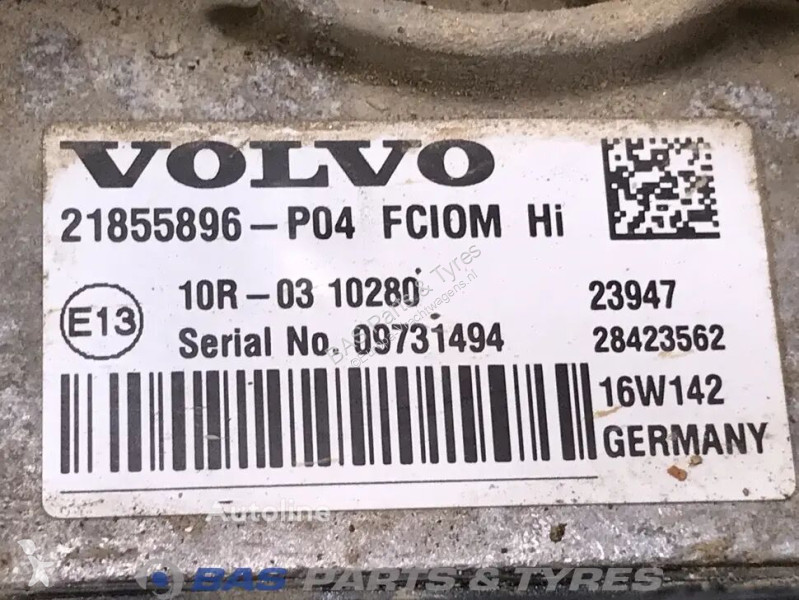 VOLVO
21855896-P04 FCIOM Hi
E13
10R-03 10280
23947
Serial No. 09731494
28423562
16W142
GERMANY
Autoline
BAS PARTS & TYRES